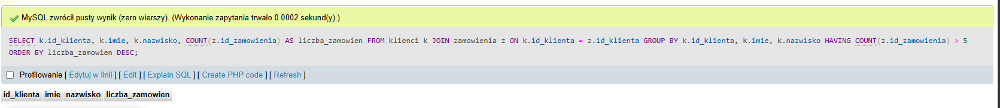 MySQL zwrócił pusty wynik (zero wierszy). (Wykonanie zapytania trwało 0.0002 sekund(y).)
SELECT k.id_klienta, k.imie, k.nazwisko, COUNT(z.id_zamowienia) AS liczba_zamowien FROM klienci k JOIN zamowienia z ON k.id_klienta = z.id_klienta GROUP BY k.id_klienta, k.imie, k.nazwisko HAVING COUNT(z.id_zamowienia) > 5
ORDER BY liczba_zamowien DESC;
Profilowanie [ Edytuj w linii ] [ Edit ] [ Explain SQL ] [ Create PHP code ] [ Refresh ]
id_klienta imie nazwisko liczba_zamowien